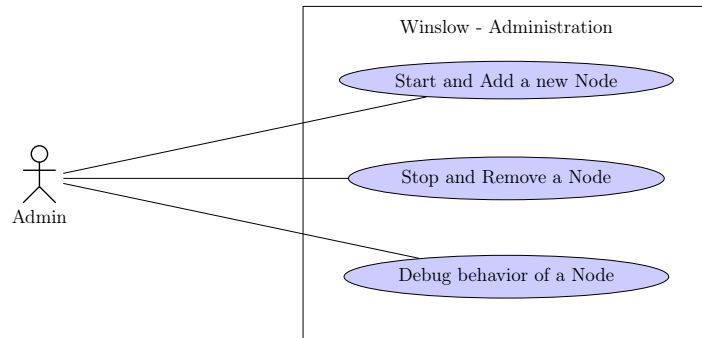 Winslow - Administration
Start and Add a new Node
Stop and Remove a Node
Admin
Debug behavior of a Node